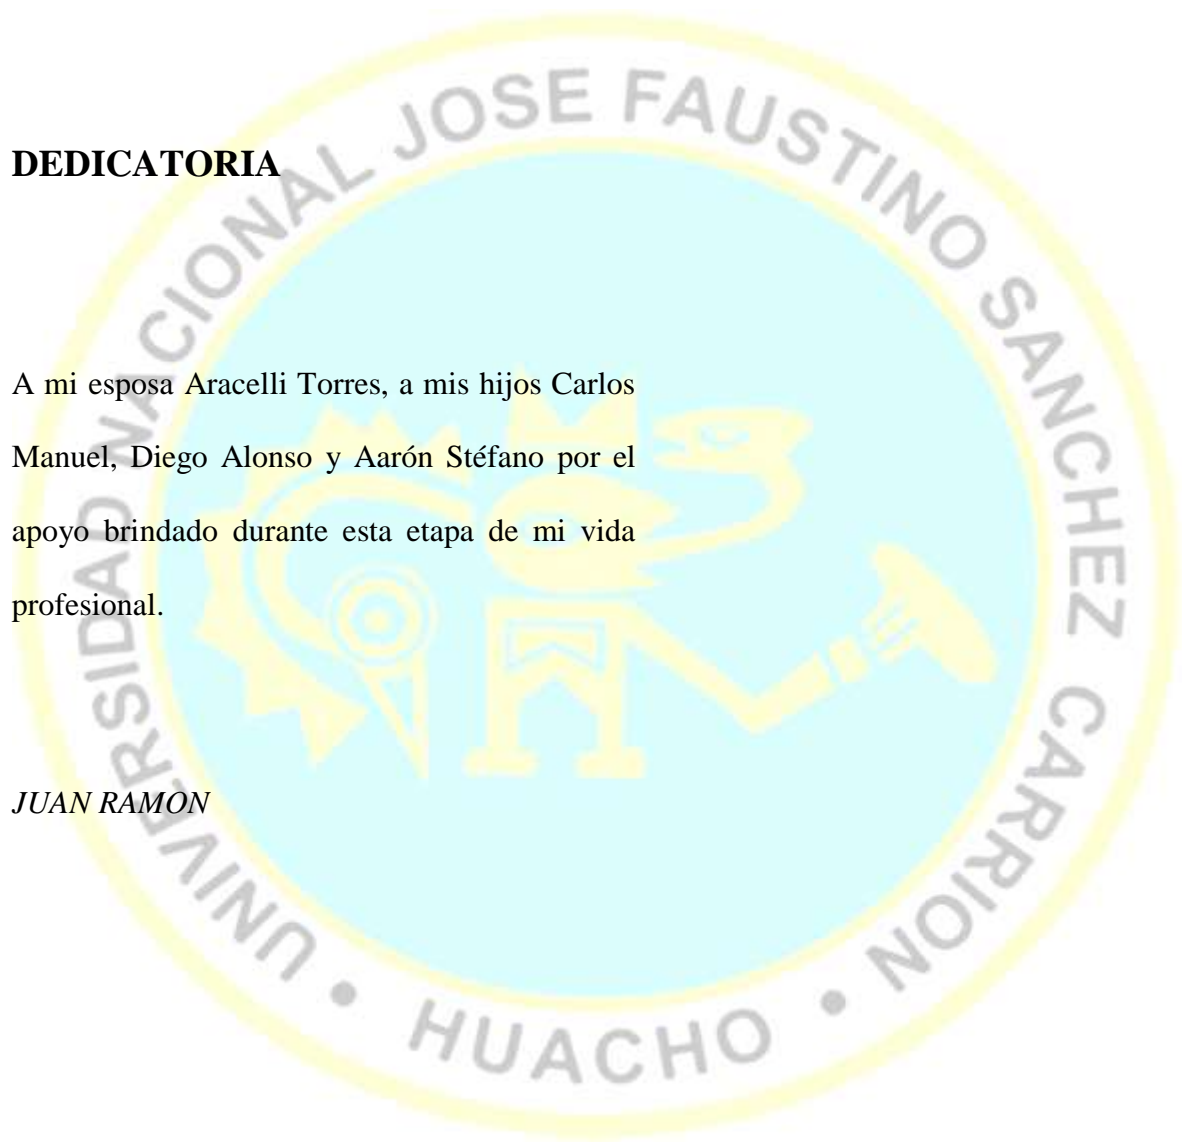 DEDICATORIA
A mi esposa Aracelli Torres, a mis hijos Carlos
Manuel, Diego Alonso y Aarón Stéfano por el
apoyo brindado durante esta etapa de mi vida
profesional.
JUAN RAMÓN
UNIVERSIDAD NACIONAL JOSE FAUSTINO SANCHEZ CARRION
• HUACHO •